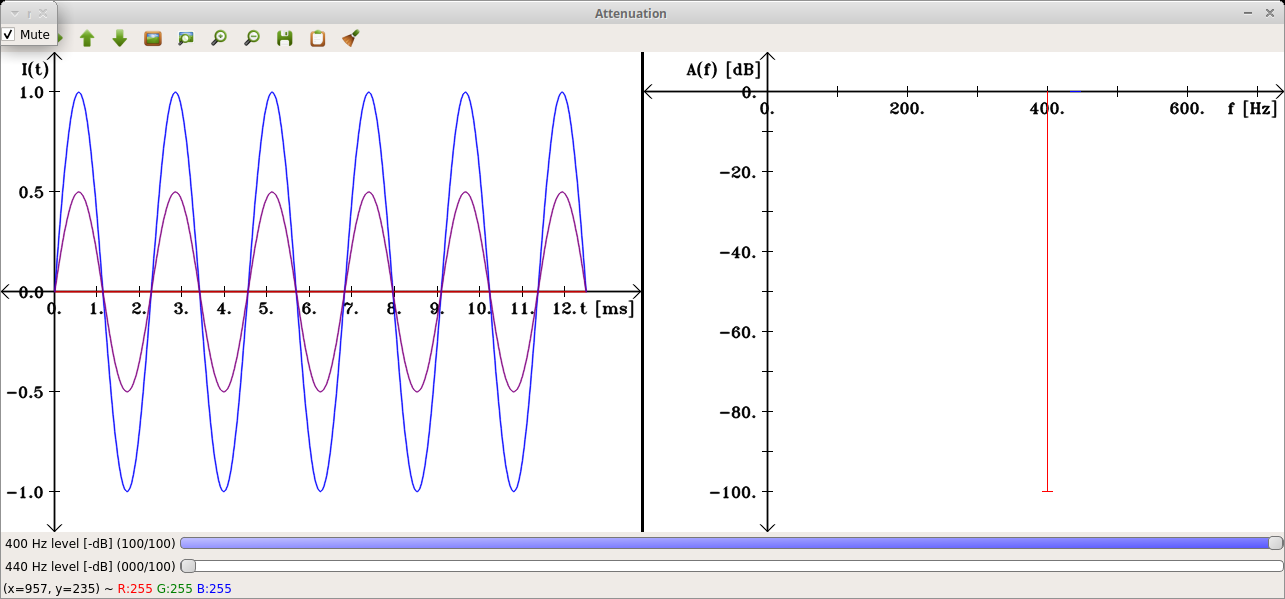 Attenuation
Mute
I(t)
1.0
0.5
0.0
0. 1. 2. 3. 4. 5. 6. 7. 8. 9. 10. 11. 12. t [ms]
-0.5
-1.0
A(f) [dB]
0.
0. 200. 400. 600. f [Hz]
-20.
-40.
-60.
-80.
-100.
400 Hz level [-dB] (100/100)
440 Hz level [-dB] (000/100)
(x=957, y=235) ~ R:255 G:255 B:255